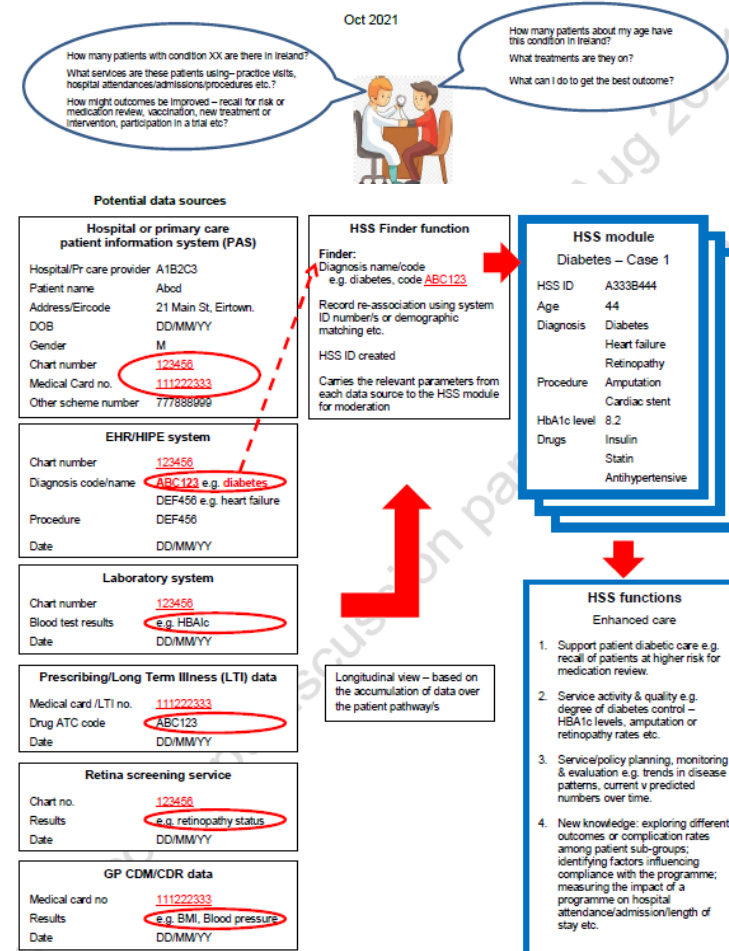 Oct 2021
How many patients with condition XX are there in Ireland?
What services are these patients using– practice visits,
hospital attendances/admissions/procedures etc.?
How might outcomes be improved – recall for risk or
medication review, vaccination, new treatment or
intervention, participation in a trial etc?
How many patients about my age have
this condition in Ireland?
What treatments are they on?
What can I do to get the best outcome?
Potential data sources
Hospital or primary care
patient information system (PAS)
Hospital/Pr care provider A1B2C3
Patient name Abcd
Address/Eircode 21 Main St, Eirtown.
DOB DD/MM/YY
Gender M
Chart number 123456
Medical Card no. 111222333
Other scheme number 777888999
EHR/HIPE system
Chart number 123456
Diagnosis code/name ABC123 e.g. diabetes
DEF456 e.g. heart failure
Procedure DEF456
Date DD/MM/YY
Laboratory system
Chart number 123456
Blood test results e.g. HBAIc
Date DD/MM/YY
Prescribing/Long Term Illness (LTI) data
Medical card /LTI no. 111222333
Drug ATC code ABC123
Date DD/MM/YY
Retina screening service
Chart no. 123456
Results e.g. retinopathy status
Date DD/MM/YY
GP CDM/CDR data
Medical card no 111222333
Results e.g. BMI, Blood pressure
Date DD/MM/YY
HSS Finder function
Finder:
Diagnosis name/code
e.g. diabetes, code ABC123
Record re-association using system
ID number/s or demographic
matching etc.
HSS ID created
Carries the relevant parameters from
each data source to the HSS module
for moderation
Longitudinal view – based on
the accumulation of data over
the patient pathway/s
HSS module
Diabetes – Case 1
HSS ID A333B444
Age 44
Diagnosis Diabetes
Heart failure
Retinopathy
Procedure Amputation
Cardiac stent
HbA1c level 8.2
Drugs Insulin
Statin
Antihypertensive
HSS functions
Enhanced care
1. Support patient diabetic care e.g.
recall of patients at higher risk for
medication review.
2. Service activity & quality e.g.
degree of diabetes control –
HBA1c levels, amputation or
retinopathy rates etc.
3. Service/policy planning, monitoring
& evaluation e.g. trends in disease
patterns, current v predicted
numbers over time.
4. New knowledge: exploring different
outcomes or complication rates
among patient sub-groups;
identifying factors influencing
compliance with the programme;
measuring the impact of a
programme on hospital
attendance/admission/length of
stay etc.